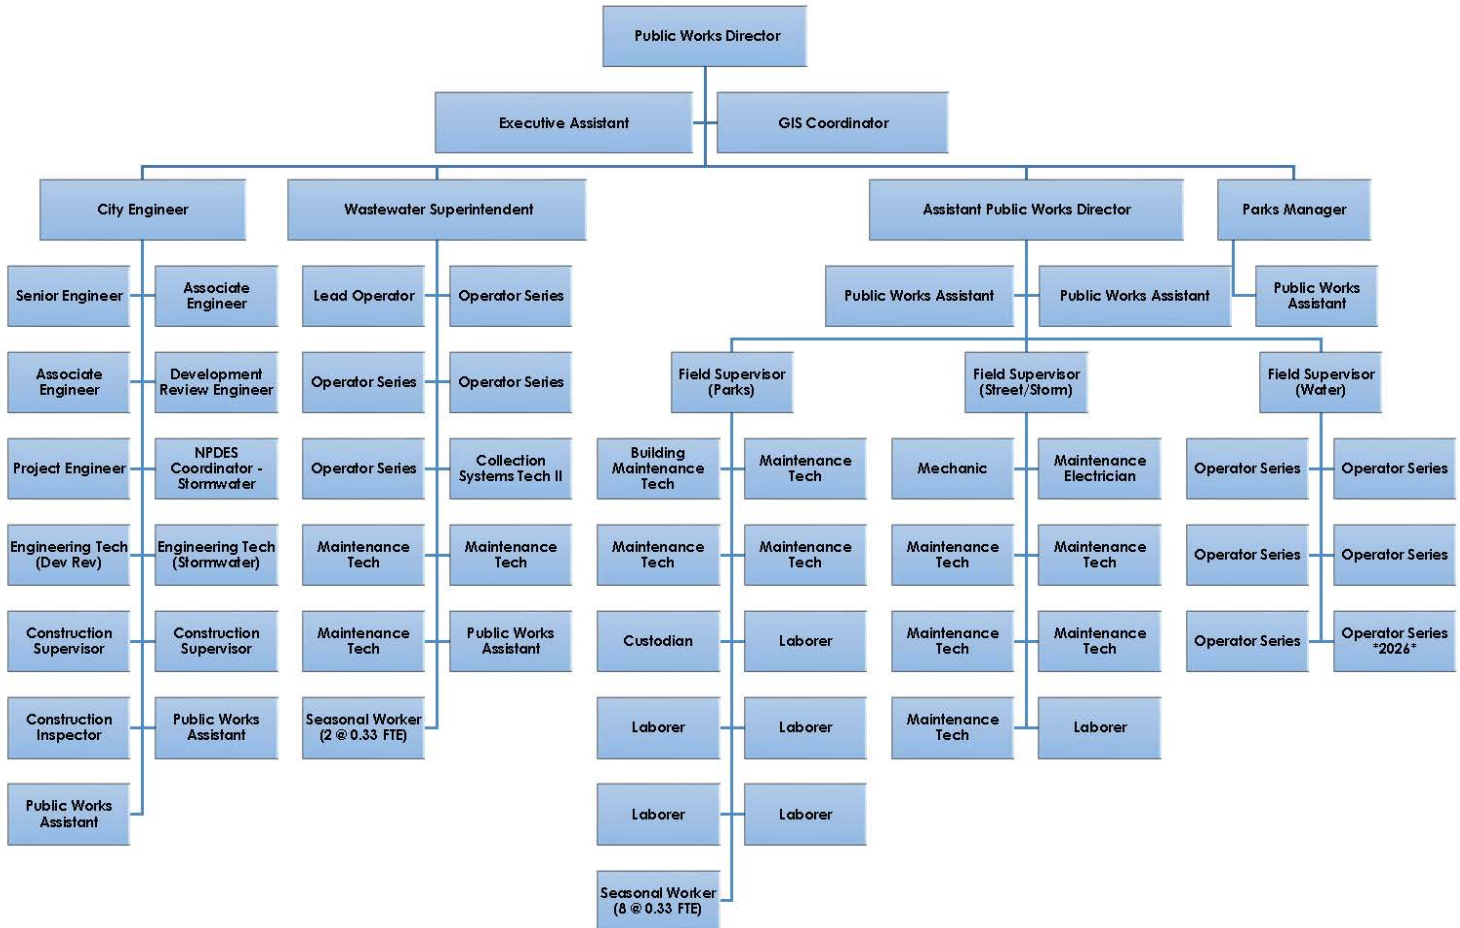 Public Works Director
Executive Assistant
GIS Coordinator
City Engineer
Wastewater Superintendent
Assistant Public Works Director
Parks Manager
Senior Engineer
Associate
Engineer
Associate
Engineer
Development
Review Engineer
Project Engineer
NPDES
Coordinator -
Stormwater
Engineering Tech
(Dev Rev)
Engineering Tech
(Stormwater)
Construction
Supervisor
Construction
Supervisor
Construction
Inspector
Public Works
Assistant
Public Works
Assistant
Lead Operator
Operator Series
Operator Series
Operator Series
Operator Series
Collection
Systems Tech II
Maintenance
Tech
Maintenance
Tech
Maintenance
Tech
Public Works
Assistant
Seasonal Worker
(2 @ 0.33 FTE)
Public Works Assistant
Public Works Assistant
Public Works
Assistant
Field Supervisor
(Parks)
Field Supervisor
(Street/Storm)
Field Supervisor
(Water)
Building
Maintenance
Tech
Maintenance
Tech
Maintenance
Tech
Maintenance
Tech
Custodian
Laborer
Laborer
Laborer
Laborer
Laborer
Seasonal Worker
(8 @ 0.33 FTE)
Mechanic
Maintenance
Electrician
Maintenance
Tech
Maintenance
Tech
Maintenance
Tech
Maintenance
Tech
Maintenance
Tech
Laborer
Operator Series
Operator Series
Operator Series
Operator Series
Operator Series
Operator Series
*2026*